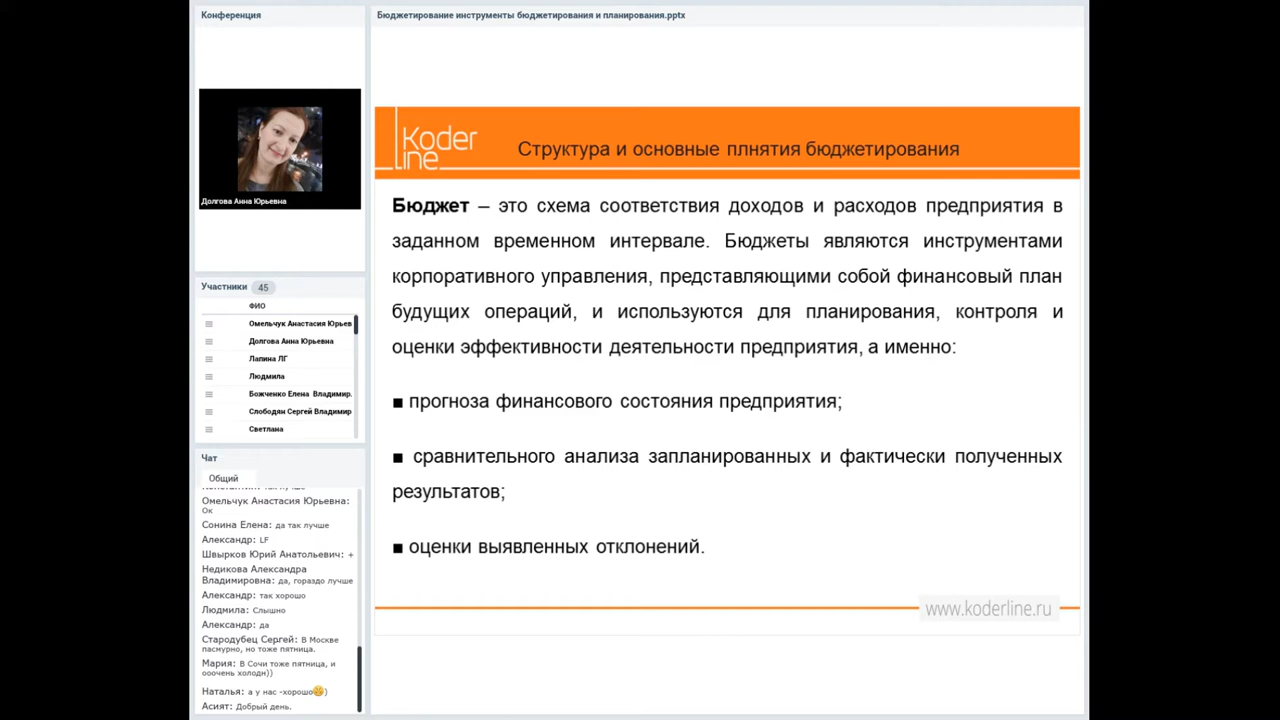 Конференция
Бюджетирование инструменты бюджетирования и планирования.pptx
Долгова Анна Юрьевна
Участники 45
ФИО
Омельчук Анастасия Юрьев
Долгова Анна Юрьевна
Лапина ЛГ
Людмила
Божченко Елена Владимир.
Слободян Сергей Владимир
Светлана
Чат
Общий
Омельчук Анастасия Юрьевна:
Ок
Сонина Елена: да так лучше
Александр: LF
Швырков Юрий Анатольевич: +
Недикова Александра
Владимировна: да, гораздо лучше
Александр: так хорошо
Людмила: Слышно
Александр: да
Стародубец Сергей: В Москве
пасмурно, но тоже пятница.
Мария: В Сочи тоже пятница, и
ооочень холодн))
Наталья: а у нас -хорошо🤔)
Асият: Добрый день.
Koder
line
Структура и основные плнятия бюджетирования
Бюджет – это схема соответствия доходов и расходов предприятия в
заданном временном интервале. Бюджеты являются инструментами
корпоративного управления, представляющими собой финансовый план
будущих операций, и используются для планирования, контроля и
оценки эффективности деятельности предприятия, а именно:
■ прогноза финансового состояния предприятия;
■ сравнительного анализа запланированных и фактически полученных
результатов;
■ оценки выявленных отклонений.
www.koderline.ru